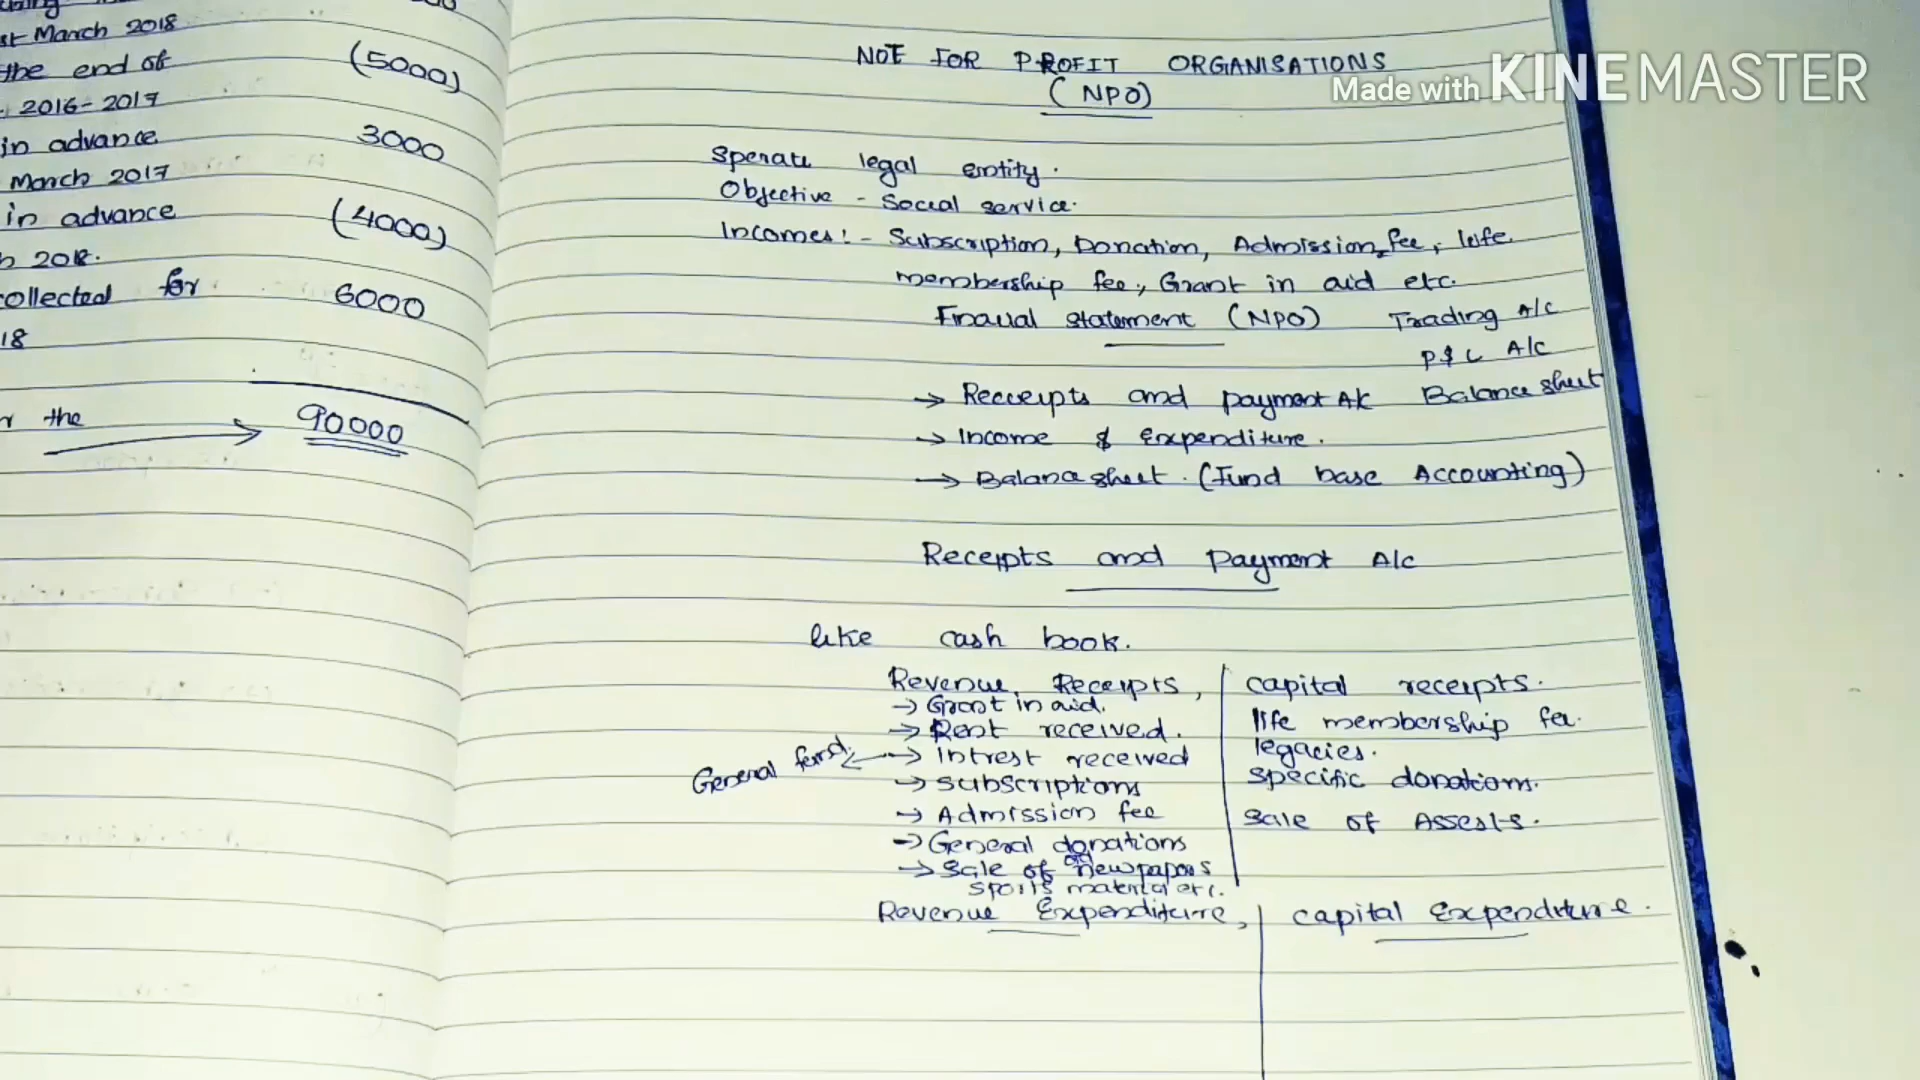 st March 2018
the end of (5000)
2016-2017
in advance 3000
March 2017
in advance (4000)
2018.
collected for 6000
18
r the 90000
NOT FOR PROFIT ORGANISATIONS
(NPO)
Made with KINEMASTER
Sperate legal entity.
Objective - Social service.
Incomes:- Subscription, Donation, Admission fee, life
membership fee, Grant in aid etc.
Finaual statement (NPO) Trading A/c
P & L A/c
→ Receipts and payment A/c Balance sheet
→ Income & Expenditure.
→ Balance sheet. (Fund base Accounting)
Receipts and payment A/c
like cash book.
Revenue Receipts, capital receipts.
→ Grant in aid. life membership fee.
→ Rent received. legacies.
General fund ← → Intrest received specific donations.
→ subscriptions
→ Admission fee sale of Assests.
→ General donations
→ Sale of old newpapers
sports material etc.
Revenue Expenditure, capital Expenditure.